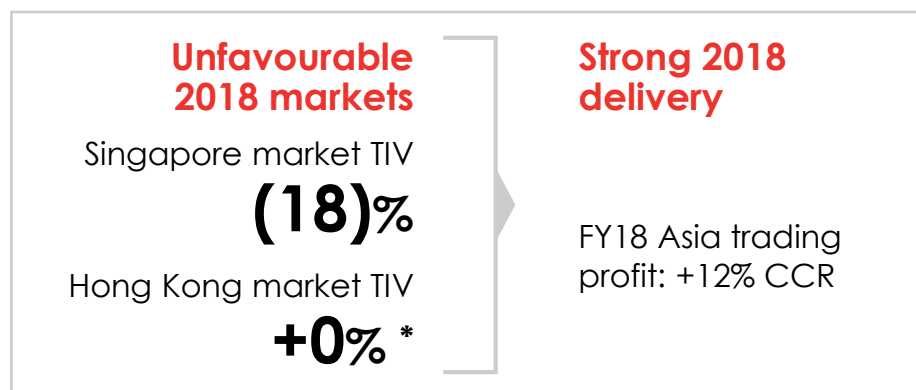 Unfavourable
2018 markets
Singapore market TIV
(18)%
Hong Kong market TIV
+0% *
Strong 2018
delivery
FY18 Asia trading
profit: +12% CCR